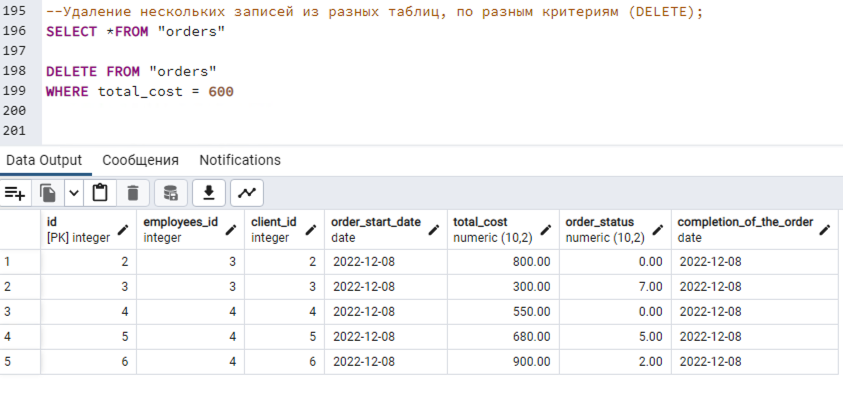 195 --Удаление нескольких записей из разных таблиц, по разным критериям (DELETE);
196 SELECT *FROM "orders"
197
198 DELETE FROM "orders"
199 WHERE total_cost = 600
200
201
Data Output Сообщения Notifications
id employees_id client_id order_start_date total_cost order_status completion_of_the_order
[PK] integer integer integer date numeric (10,2) numeric (10,2) date
1 2 3 2 2022-12-08 800.00 0.00 2022-12-08
2 3 3 3 2022-12-08 300.00 7.00 2022-12-08
3 4 4 4 2022-12-08 550.00 0.00 2022-12-08
4 5 4 5 2022-12-08 680.00 5.00 2022-12-08
5 6 4 6 2022-12-08 900.00 2.00 2022-12-08